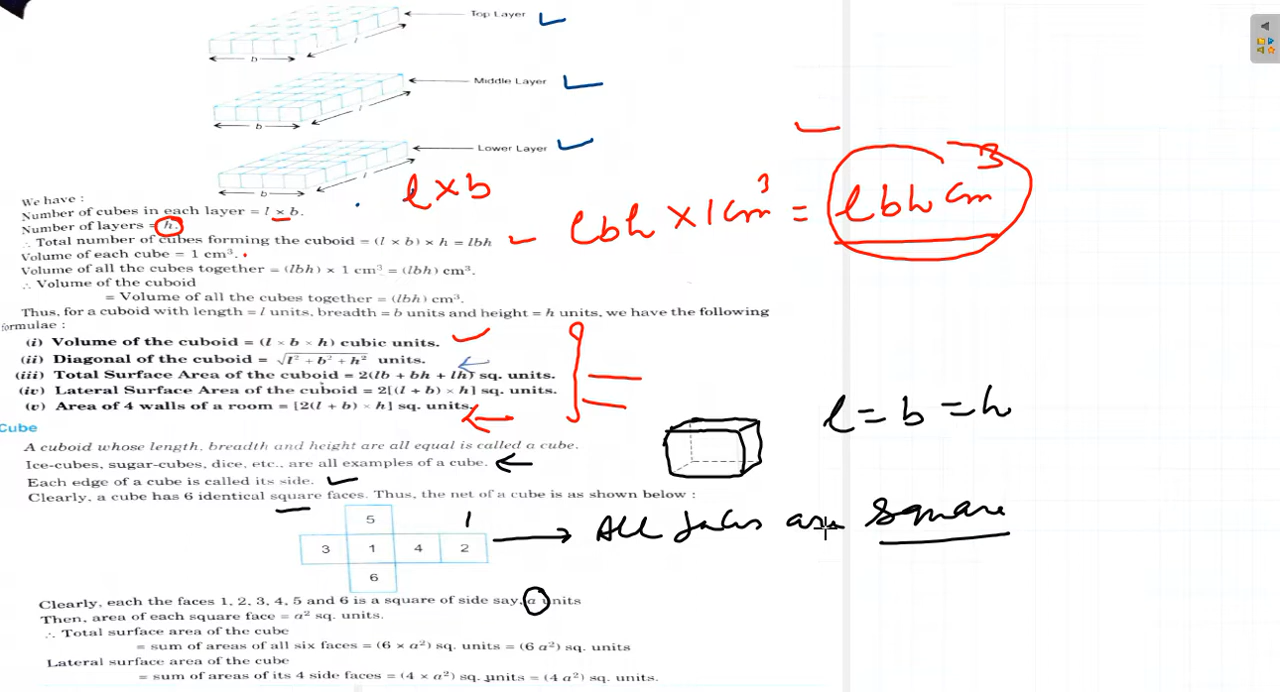 Top Layer
b
l
Middle Layer
b
l
Lower Layer
b
l
l × b
We have :
Number of cubes in each layer = l × b.
Number of layers = h.
∴ Total number of cubes forming the cuboid = (l × b) × h = lbh
lbh × 1 cm³ = lbh cm³
Volume of each cube = 1 cm³.
Volume of all the cubes together = (lbh) × 1 cm³ = (lbh) cm³.
∴ Volume of the cuboid
= Volume of all the cubes together = (lbh) cm³.
Thus, for a cuboid with length = l units, breadth = b units and height = h units, we have the following
formulae :
(i) Volume of the cuboid = (l × b × h) cubic units.
(ii) Diagonal of the cuboid = √l² + b² + h² units.
(iii) Total Surface Area of the cuboid = 2(lb + bh + lh) sq. units.
(iv) Lateral Surface Area of the cuboid = 2[(l + b) × h] sq. units.
(v) Area of 4 walls of a room = [2(l + b) × h] sq. units.
l = b = h
Cube
A cuboid whose length, breadth and height are all equal is called a cube.
Ice-cubes, sugar-cubes, dice, etc., are all examples of a cube.
Each edge of a cube is called its side.
Clearly, a cube has 6 identical square faces. Thus, the net of a cube is as shown below :
5
3 1 4 2
6
All faces are square
Clearly, each the faces 1, 2, 3, 4, 5 and 6 is a square of side say, a units
Then, area of each square face = a² sq. units.
∴ Total surface area of the cube
= sum of areas of all six faces = (6 × a²) sq. units = (6 a²) sq. units
Lateral surface area of the cube
= sum of areas of its 4 side faces = (4 × a²) sq. units = (4 a²) sq. units.